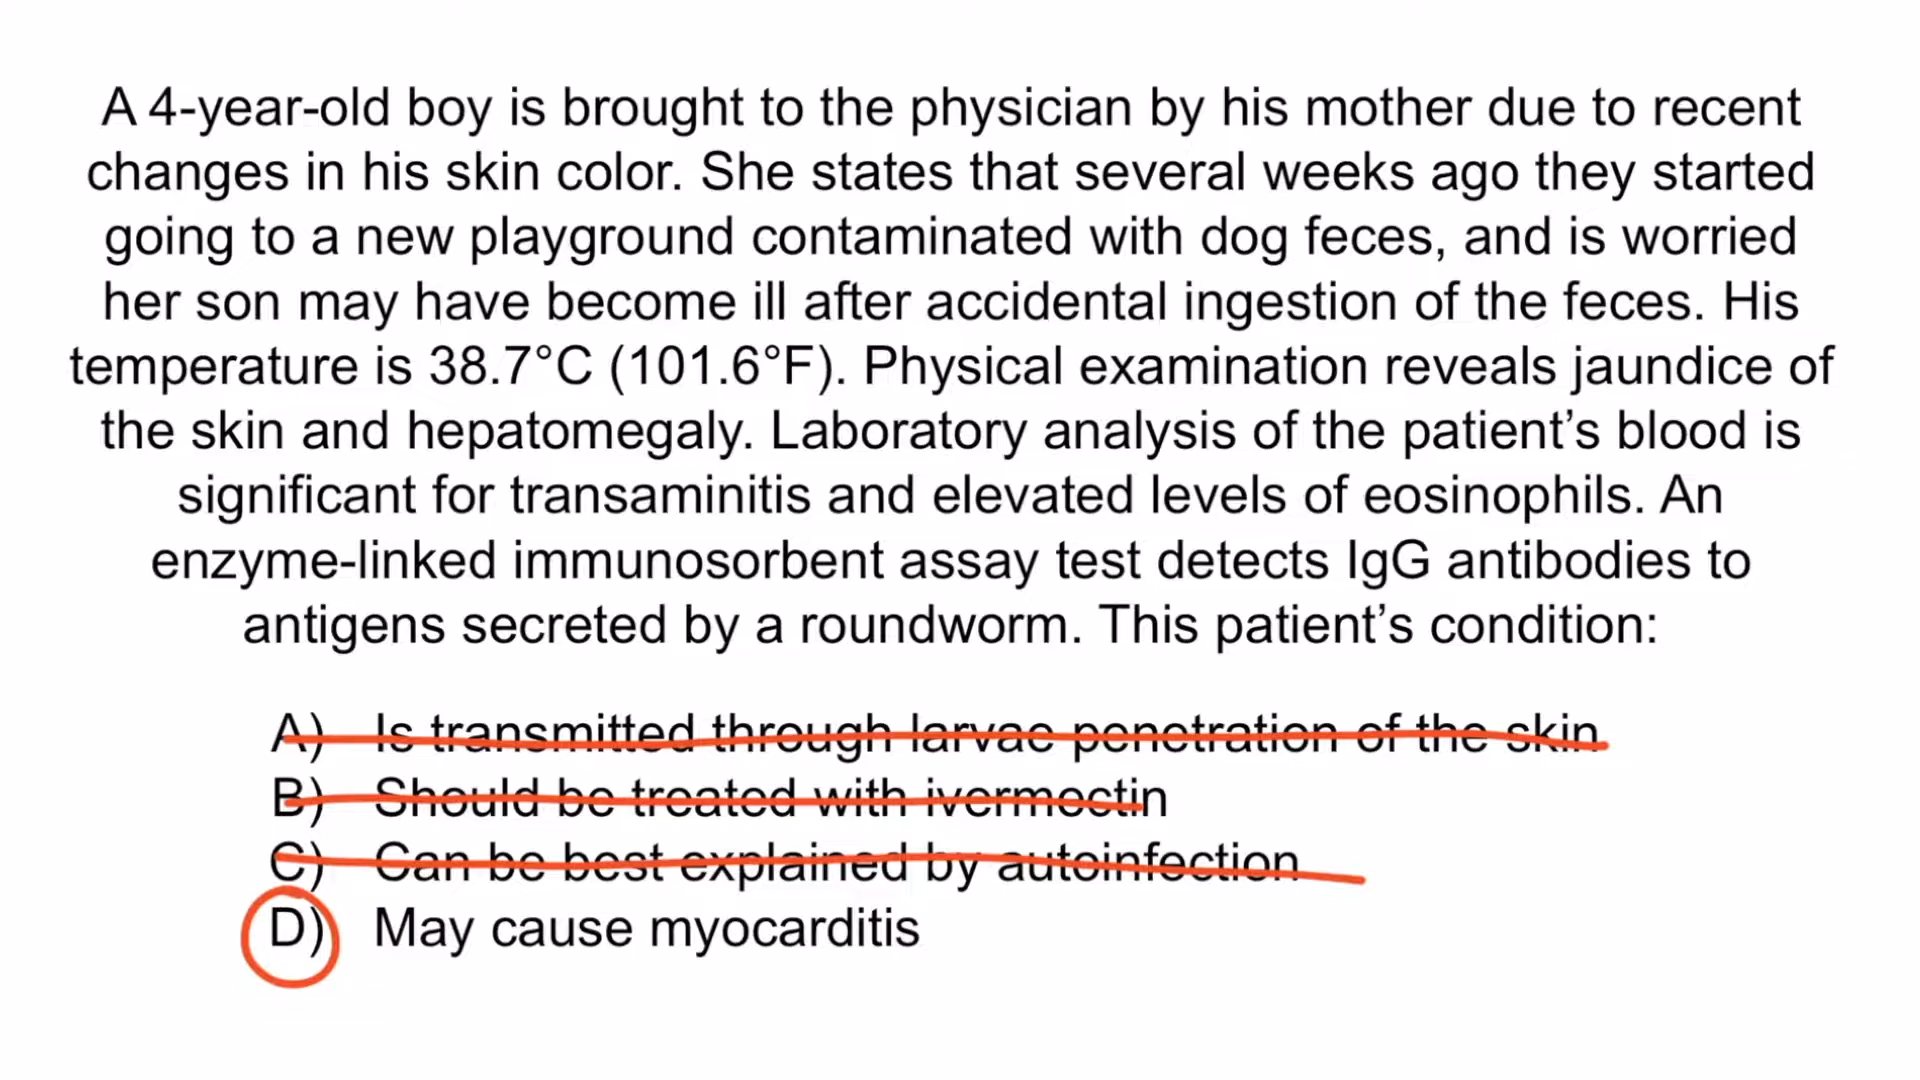 A 4-year-old boy is brought to the physician by his mother due to recent
changes in his skin color. She states that several weeks ago they started
going to a new playground contaminated with dog feces, and is worried
her son may have become ill after accidental ingestion of the feces. His
temperature is 38.7°C (101.6°F). Physical examination reveals jaundice of
the skin and hepatomegaly. Laboratory analysis of the patient’s blood is
significant for transaminitis and elevated levels of eosinophils. An
enzyme-linked immunosorbent assay test detects IgG antibodies to
antigens secreted by a roundworm. This patient’s condition:
A) Is transmitted through larvae penetration of the skin
B) Should be treated with ivermectin
C) Can be best explained by autoinfection
D) May cause myocarditis